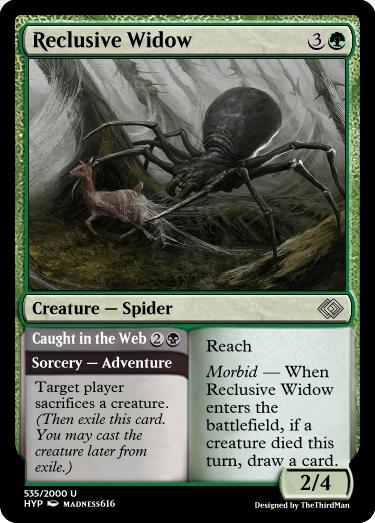 Reclusive Widow 3
Creature — Spider
Caught in the Web 2
Sorcery — Adventure
Target player
sacrifices a creature.
(Then exile this card.
You may cast the
creature later from
exile.)
Reach
Morbid — When
Reclusive Widow
enters the
battlefield, if a
creature died this
turn, draw a card.
2/4
535/2000 U
HYP MADNESS616
Designed by TheThirdMan